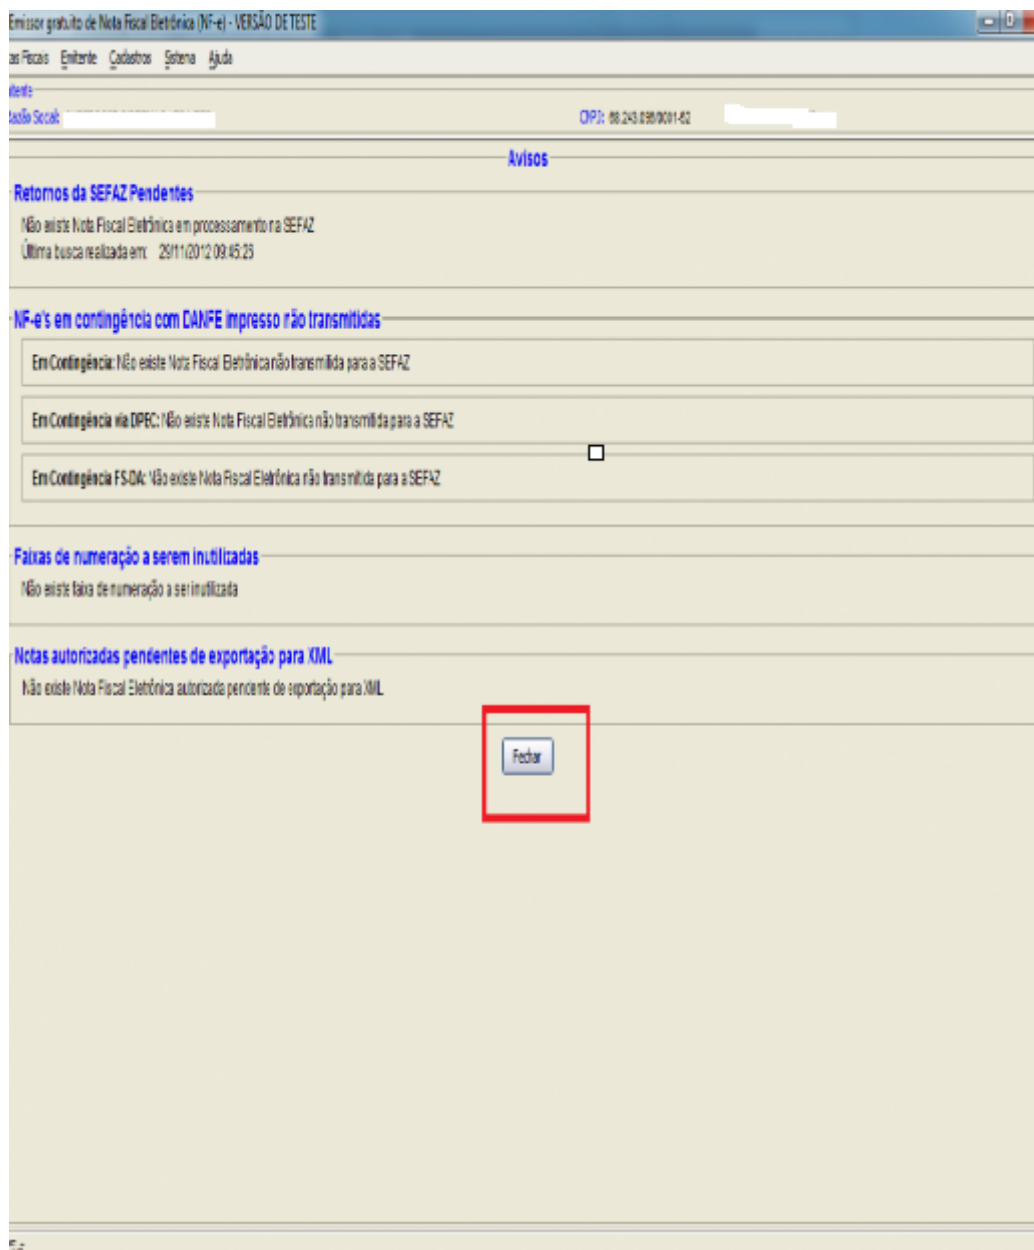 Emissor gratuito de Nota Fiscal Eletrônica (NF-e) - VERSÃO DE TESTE
as Fiscais Emitente Cadastros Sistema Ajuda
itente
Razão Social: CNPJ:
Avisos
Retornos da SEFAZ Pendentes
Não existe Nota Fiscal Eletrônica em processamento na SEFAZ
Última busca realizada em: 29/11/2012 09:45:26
NF-e's em contingência com DANFE impresso não transmitidas
Em Contingência: Não existe Nota Fiscal Eletrônica não transmitida para a SEFAZ
Em Contingência via DPEC: Não existe Nota Fiscal Eletrônica não transmitida para a SEFAZ
Em Contingência FS-DA: Não existe Nota Fiscal Eletrônica não transmitida para a SEFAZ
Faixas de numeração a serem inutilizadas
Não existe faixa de numeração a ser inutilizada
Notas autorizadas pendentes de exportação para XML
Não existe Nota Fiscal Eletrônica autorizada pendente de exportação para XML
Fechar